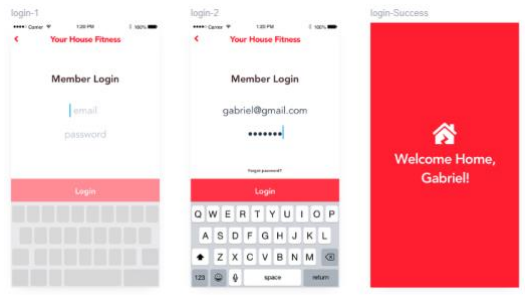 login-1
Carrier 1:20 PM 100%
Your House Fitness
Member Login
email
password
Login
login-2
Carrier 1:20 PM 100%
Your House Fitness
Member Login
gabriel@gmail.com
•••••••
Forgot password?
Login
Q W E R T Y U I O P
A S D F G H J K L
Z X C V B N M
123 space return
login-Success
Welcome Home,
Gabriel!